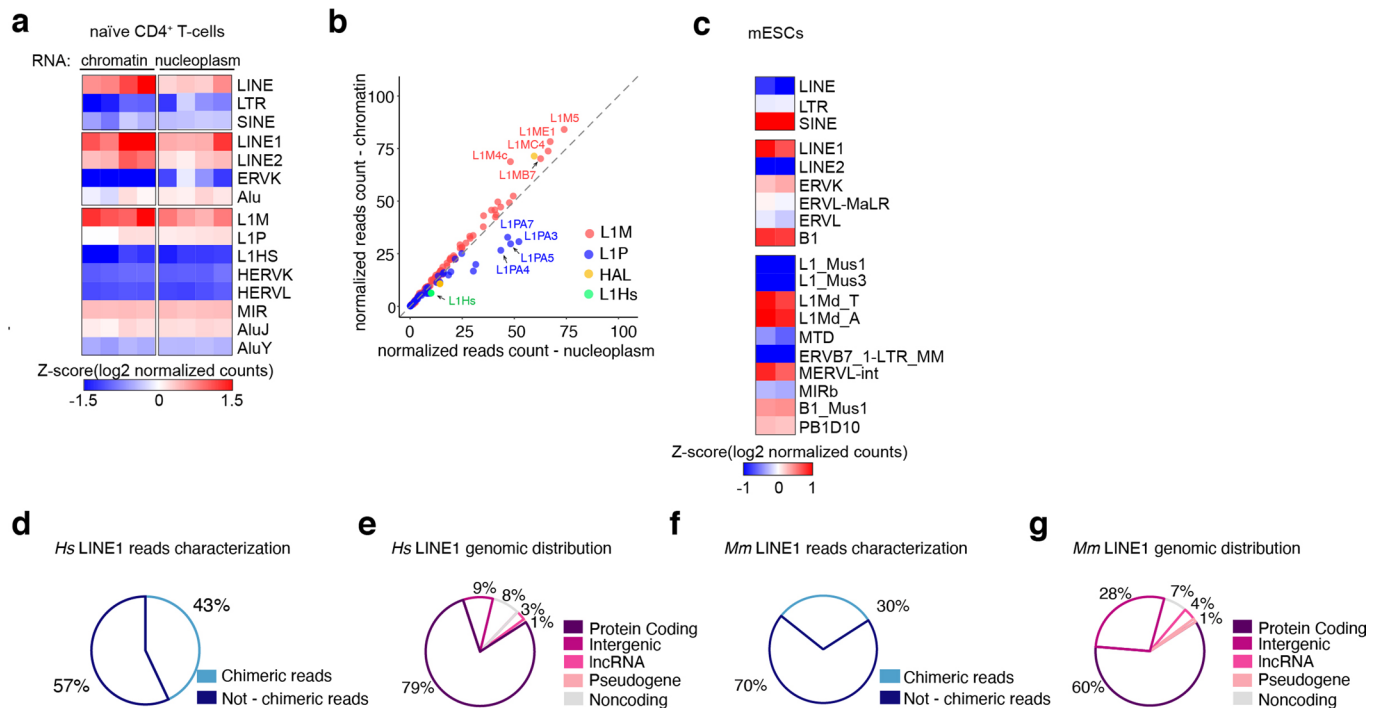 a
naïve CD4⁺ T-cells
RNA: chromatin nucleoplasm
LINE
LTR
SINE
LINE1
LINE2
ERVK
Alu
L1M
L1P
L1HS
HERVK
HERVL
MIR
AluJ
AluY
Z-score(log2 normalized counts)
-1.5 0 1.5
b
normalized reads count - chromatin
100
75
50
25
0
L1M5
L1ME1
L1MC4
L1M4c
L1MB7
L1PA7
L1PA3
L1PA5
L1PA4
L1Hs
L1M
L1P
HAL
L1Hs
0 25 50 75 100
normalized reads count - nucleoplasm
c
mESCs
LINE
LTR
SINE
LINE1
LINE2
ERVK
ERVL-MaLR
ERVL
B1
L1_Mus1
L1_Mus3
L1Md_T
L1Md_A
MTD
ERVB7_1-LTR_MM
MERVL-int
MIRb
B1_Mus1
PB1D10
Z-score(log2 normalized counts)
-1 0 1
d
Hs LINE1 reads characterization
43%
57%
Chimeric reads
Not - chimeric reads
e
Hs LINE1 genomic distribution
9%
8%
3%
1%
79%
Protein Coding
Intergenic
lncRNA
Pseudogene
Noncoding
f
Mm LINE1 reads characterization
30%
70%
Chimeric reads
Not - chimeric reads
g
Mm LINE1 genomic distribution
28%
7%
4%
1%
60%
Protein Coding
Intergenic
lncRNA
Pseudogene
Noncoding